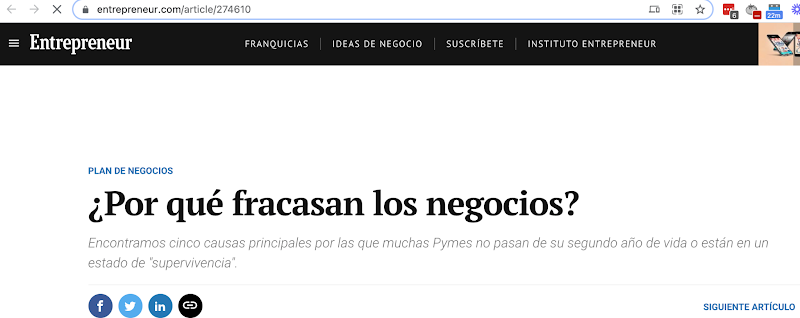 entrepreneur.com/article/274610
6
22m
Entrepreneur
FRANQUICIAS
IDEAS DE NEGOCIO
SUSCRÍBETE
INSTITUTO ENTREPRENEUR
PLAN DE NEGOCIOS
¿Por qué fracasan los negocios?
Encontramos cinco causas principales por las que muchas Pymes no pasan de su segundo año de vida o están en un
estado de "supervivencia".
SIGUIENTE ARTÍCULO